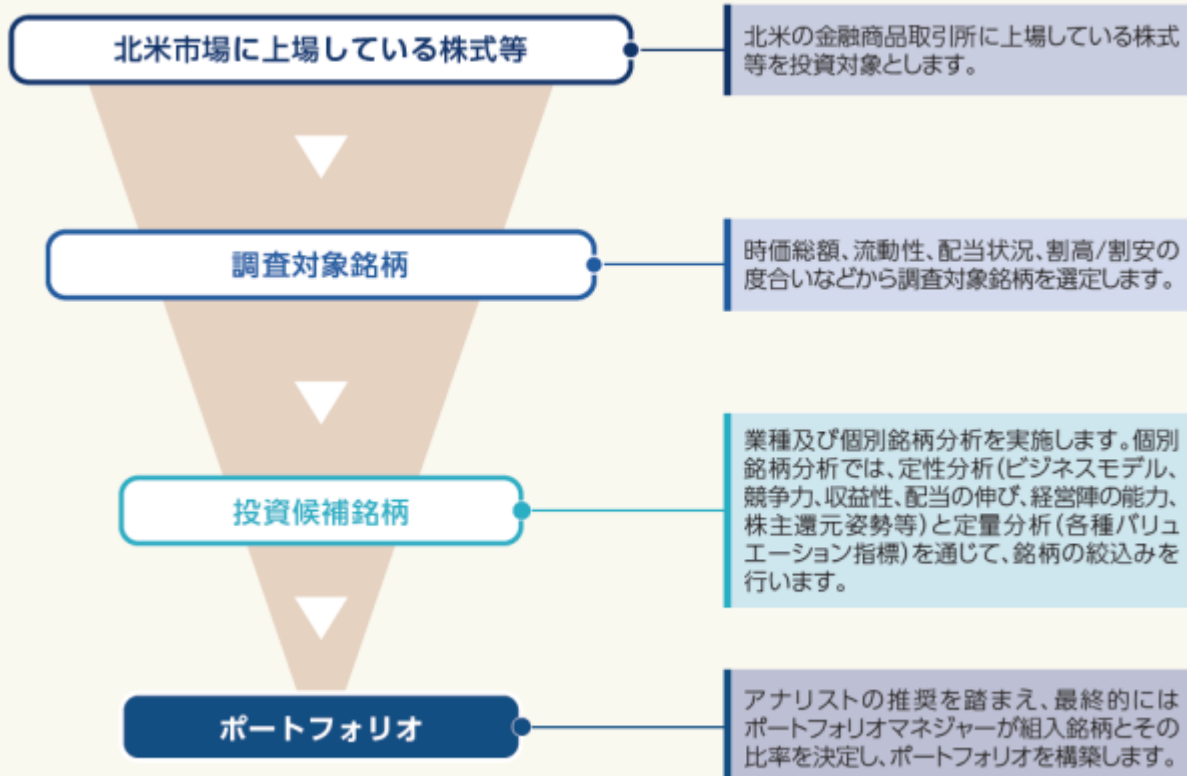 北米市場に上場している株式等
北米の金融商品取引所に上場している株式
等を投資対象とします。
調査対象銘柄
時価総額、流動性、配当状況、割高/割安の
度合いなどから調査対象銘柄を選定します。
投資候補銘柄
業種及び個別銘柄分析を実施します。個別
銘柄分析では、定性分析(ビジネスモデル、
競争力、収益性、配当の伸び、経営陣の能力、
株主還元姿勢等)と定量分析(各種バリュ
エーション指標)を通じて、銘柄の絞込みを
行います。
ポートフォリオ
アナリストの推奨を踏まえ、最終的には
ポートフォリオマネジャーが組入銘柄とその
比率を決定し、ポートフォリオを構築します。